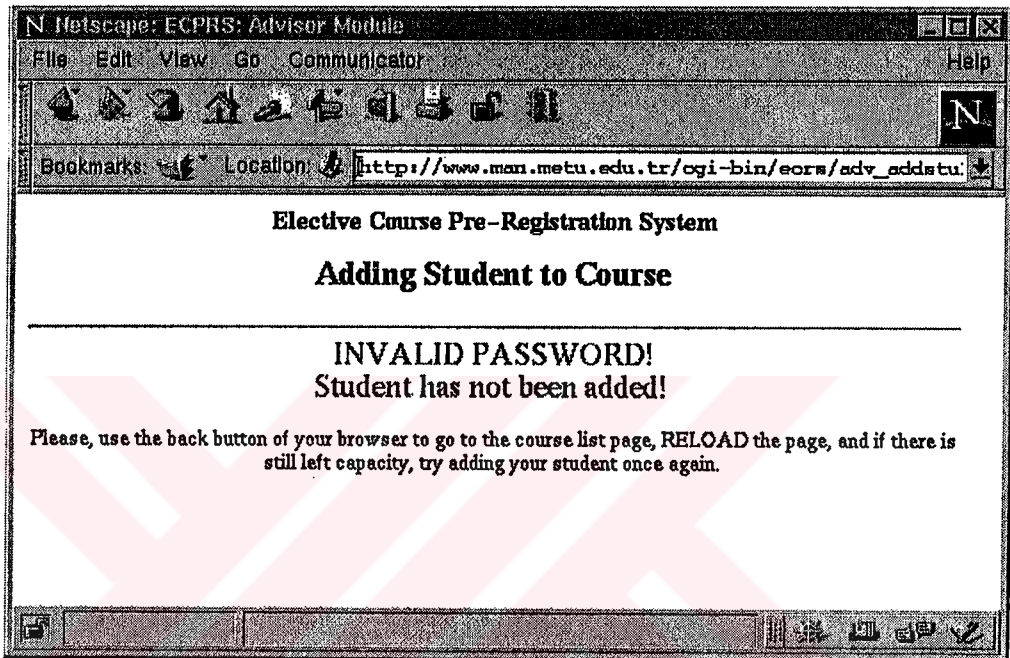 N Netscape: ECPRS: Advisor Module
File Edit View Go Communicator Help
N
Bookmarks: Location: http://www.man.metu.edu.tr/cgi-bin/ecrs/adv_addstu
Elective Course Pre-Registration System
Adding Student to Course
INVALID PASSWORD!
Student has not been added!
Please, use the back button of your browser to go to the course list page, RELOAD the page, and if there is
still left capacity, try adding your student once again.